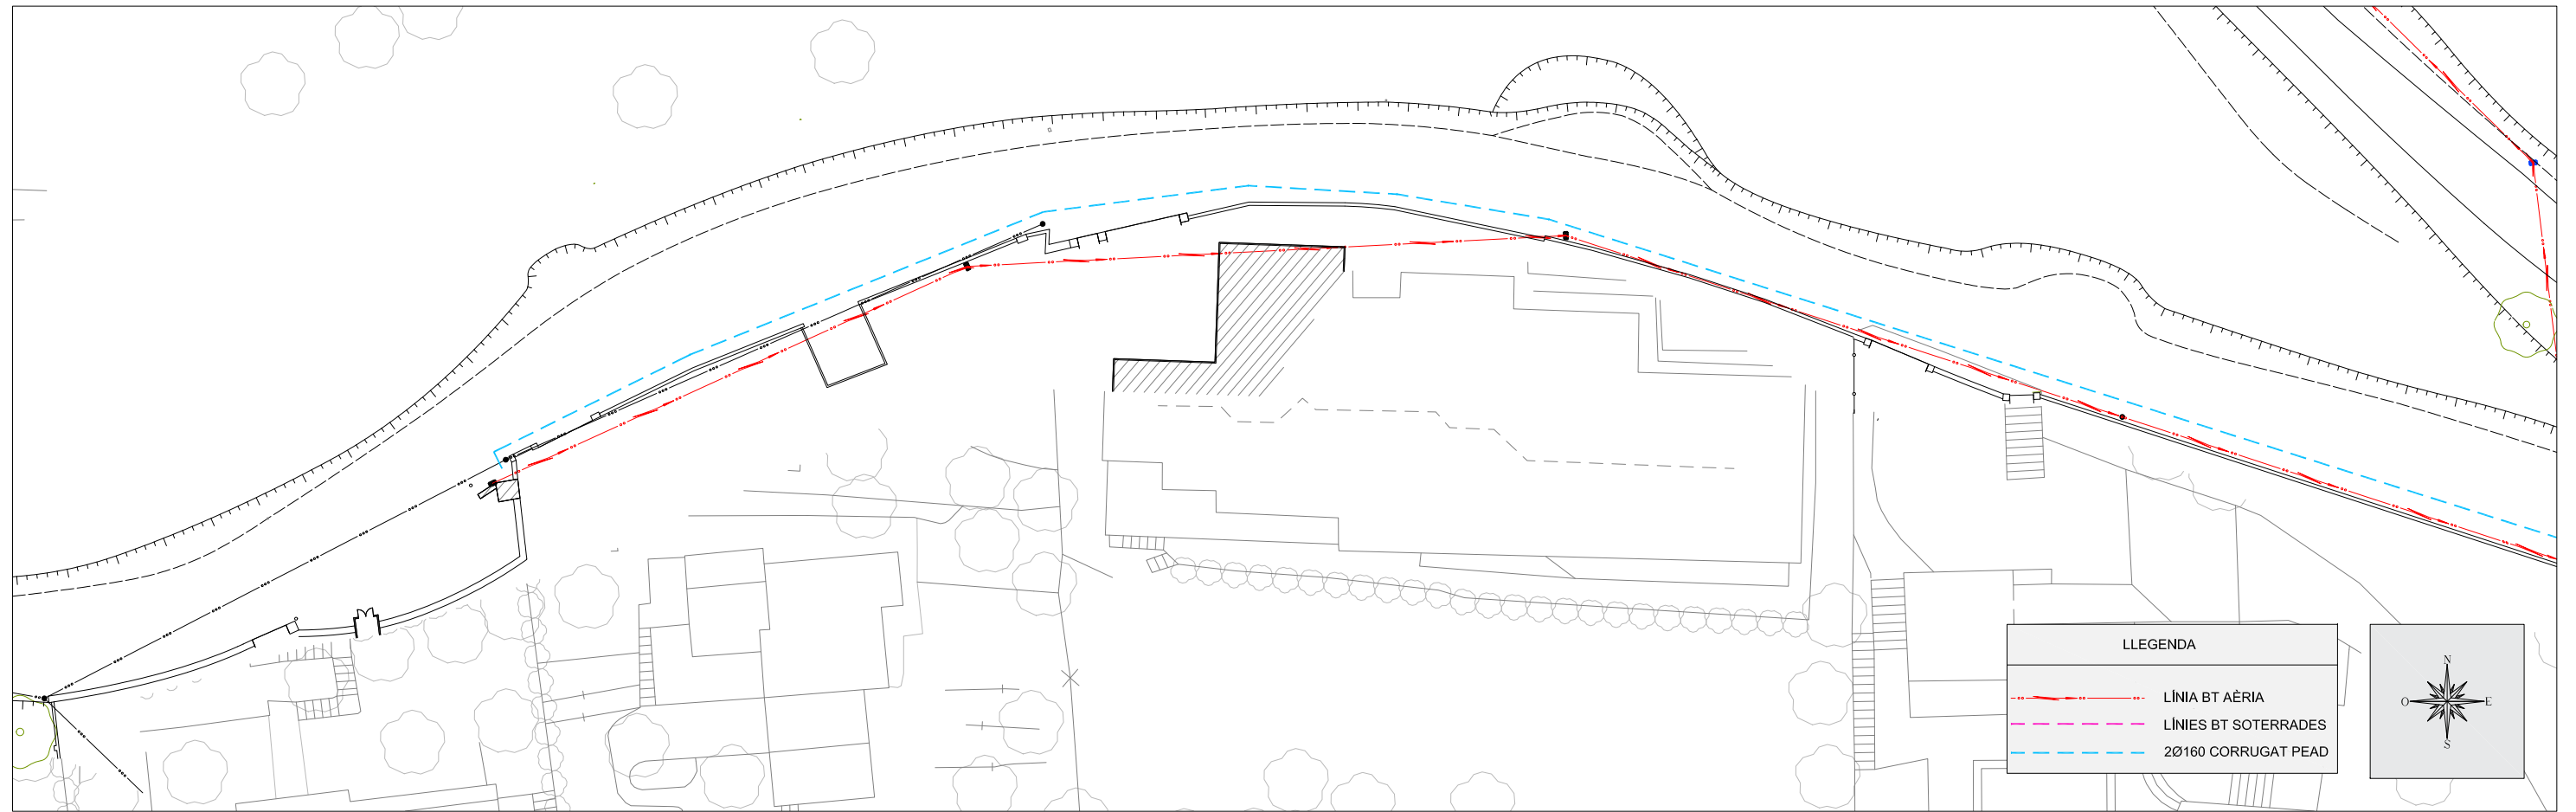 LLEGENDA
LÍNIA BT AÈRIA
LÍNIES BT SOTERRADES
2Ø160 CORRUGAT PEAD
N
O E
S